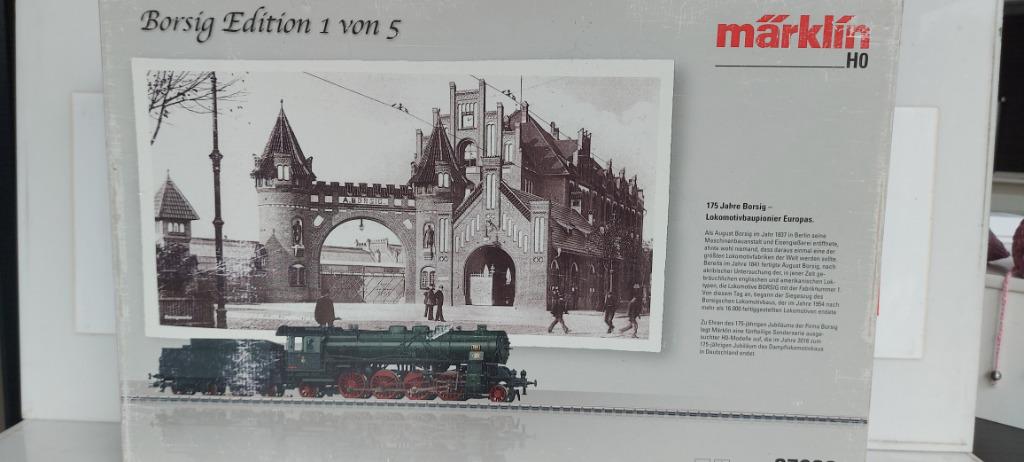 Borsig Edition 1 von 5
märklin
H0
A. BORSIG.
175 Jahre Borsig –
Lokomotivbaupionier Europas.
Als August Borsig im Jahr 1837 in Berlin seine
Maschinenbauanstalt und Eisengießerei eröffnete,
ahnte wohl niemand, dass daraus einmal eine der
größten Lokomotivfabriken der Welt werden sollte.
Bereits im Jahre 1841 fertigte August Borsig, nach
akribischer Untersuchung der, in jener Zeit ge-
bräuchlichen englischen und amerikanischen Lok-
typen, die Lokomotive BORSIG mit der Fabriknummer 1.
Von diesem Tag an, begann der Siegeszug des
Borsigschen Lokomotivbaus, der im Jahre 1954 nach
mehr als 16.000 fertiggestellten Lokomotiven endete.
Zu Ehren des 175-jährigen Jubiläums der Firma Borsig
legt Märklin eine fünfteilige Sonderserie ausge-
suchter H0-Modelle auf, die im Jahre 2016 zum
175-jährigen Jubiläum des Dampflokomotivbaus
in Deutschland endet.